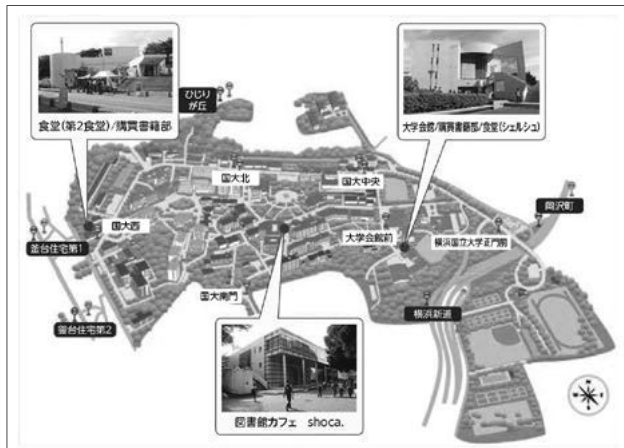 食堂(第2食堂)/購買書籍部
大学会館/購買書籍部/食堂(シェルシュ)
ひじり
が丘
国大北
国大中央
岡沢町
国大西
大学会館前
横浜国立大学正門前
釜台住宅第1
国大南門
横浜新道
釜台住宅第2
図書館カフェ shoca.